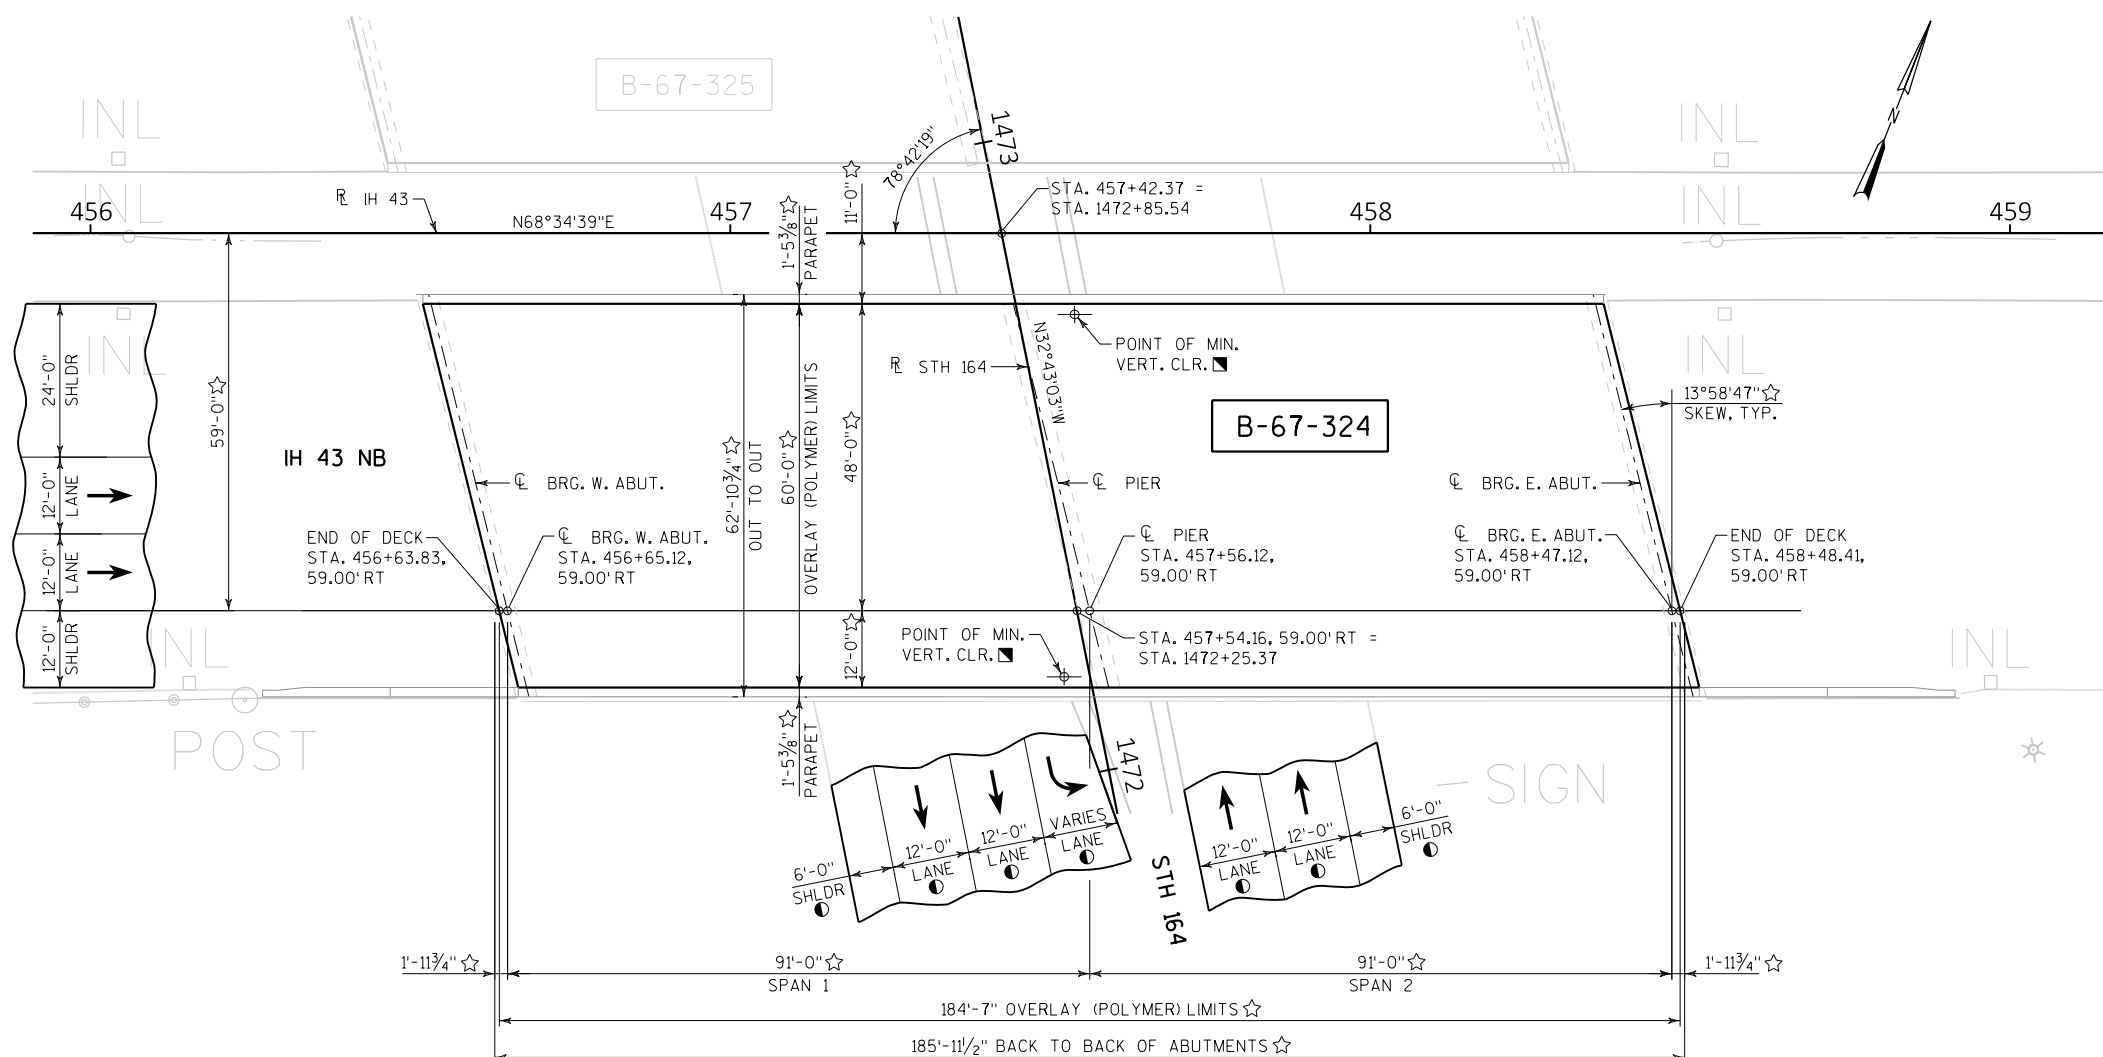 B-67-325
INL
INL
INL
INL
1473
78°42'19"
11'-0"☆
STA. 457+42.37 =
STA. 1472+85.54
℞ IH 43
N68°34'39"E
456
457
458
459
1'-5⅜"☆
PARAPET
N
INL
INL
24'-0"
SHLDR
12'-0"
LANE
12'-0"
LANE
12'-0"
SHLDR
59'-0"☆
IH 43 NB
℄ BRG. W. ABUT.
62'-10¾"☆
OUT TO OUT
60'-0"☆
OVERLAY (POLYMER) LIMITS
48'-0"☆
12'-0"☆
℞ STH 164
N32°43'03"W
POINT OF MIN.
VERT. CLR.
B-67-324
13°58'47"☆
SKEW, TYP.
℄ PIER
℄ BRG. E. ABUT.
END OF DECK
STA. 456+63.83,
59.00' RT
℄ BRG. W. ABUT.
STA. 456+65.12,
59.00' RT
℄ PIER
STA. 457+56.12,
59.00' RT
℄ BRG. E. ABUT.
STA. 458+47.12,
59.00' RT
END OF DECK
STA. 458+48.41,
59.00' RT
POINT OF MIN.
VERT. CLR.
STA. 457+54.16, 59.00' RT =
STA. 1472+25.37
INL
INL
POST
SIGN
1'-5⅜"☆
PARAPET
1472
6'-0"
SHLDR
12'-0"
LANE
12'-0"
LANE
VARIES
LANE
STH 164
12'-0"
LANE
12'-0"
LANE
6'-0"
SHLDR
1'-11¾"☆
91'-0"☆
SPAN 1
91'-0"☆
SPAN 2
1'-11¾"☆
184'-7" OVERLAY (POLYMER) LIMITS☆
185'-11½" BACK TO BACK OF ABUTMENTS☆